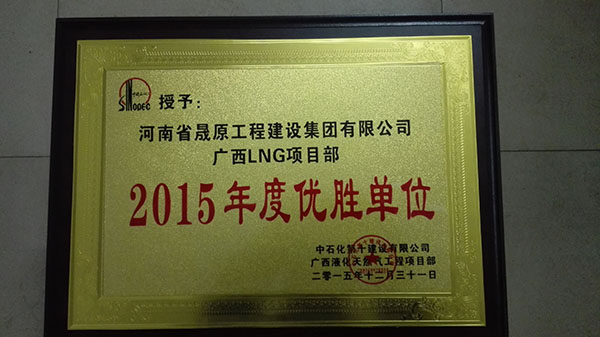 SINOPEC
授予：
河南省晟原工程建设集团有限公司
广西LNG项目部
2015年度优胜单位
中石化第十建设有限公司
广西液化天然气工程项目部
二零一五年十二月三十一日